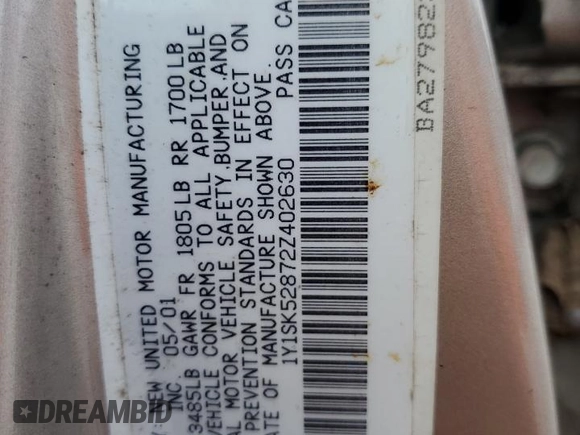 NEW UNITED MOTOR MANUFACTURING
INC. 05/01
3485LB GAWR FR 1805LB RR 1700LB
VEHICLE CONFORMS TO ALL APPLICABLE
MOTOR VEHICLE SAFETY, BUMPER, AND
PREVENTION STANDARDS IN EFFECT ON
OF MANUFACTURE SHOWN ABOVE.
1Y1SK52872Z402630 PASS CA
BA27982
DREAMBID